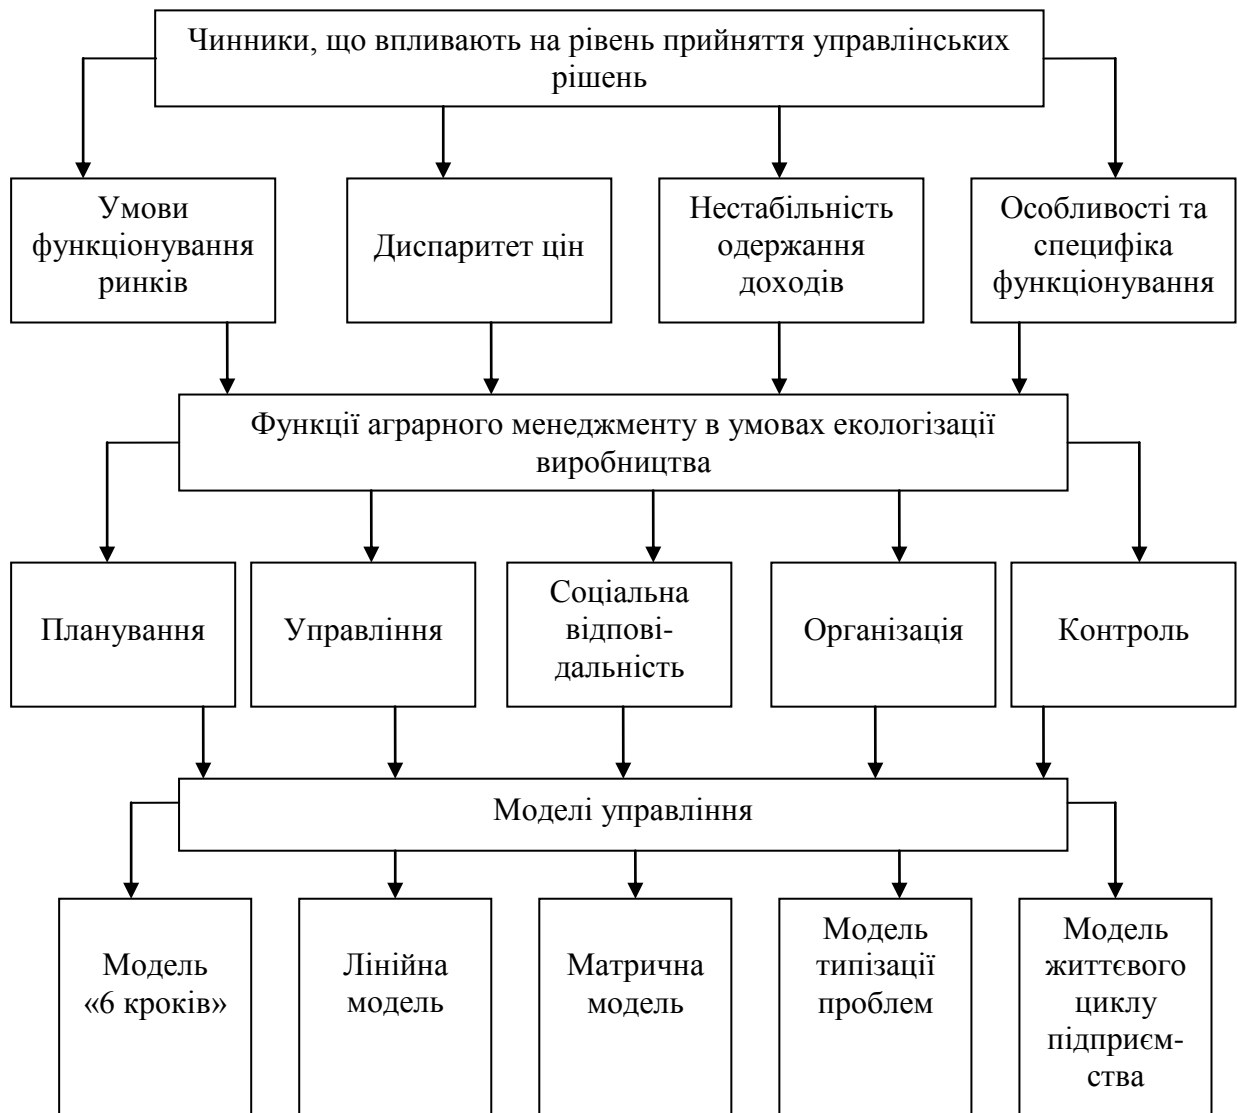 Чинники, що впливають на рівень прийняття управлінських
рішень
Умови
функціонування
ринків
Диспаритет цін
Нестабільність
одержання
доходів
Особливості та
специфіка
функціонування
Функції аграрного менеджменту в умовах екологізації
виробництва
Планування
Управління
Соціальна
відпові-
дальність
Організація
Контроль
Моделі управління
Модель
«6 кроків»
Лінійна
модель
Матрична
модель
Модель
типізації
проблем
Модель
життєвого
циклу
підприєм-
ства